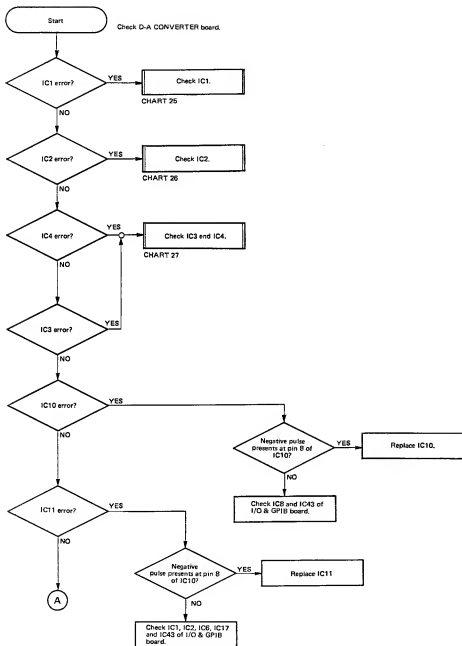 Start
Check D-A CONVERTER board.
IC1 error?
YES
Check IC1.
CHART 25
NO
IC2 error?
YES
Check IC2.
CHART 26
NO
IC4 error?
YES
Check IC3 end IC4.
CHART 27
NO
IC3 error?
YES
NO
IC10 error?
YES
NO
Negative
pulse presents at pin 8 of
IC10?
YES
Replace IC10.
NO
Check IC8 and IC43 of
I/O & GPIB board.
IC11 error?
YES
NO
Negative
pulse presents at pin 8
of IC10?
YES
Replace IC11
NO
Check IC1, IC2, IC6, IC17
and IC43 of I/O & GPIB
board.
A